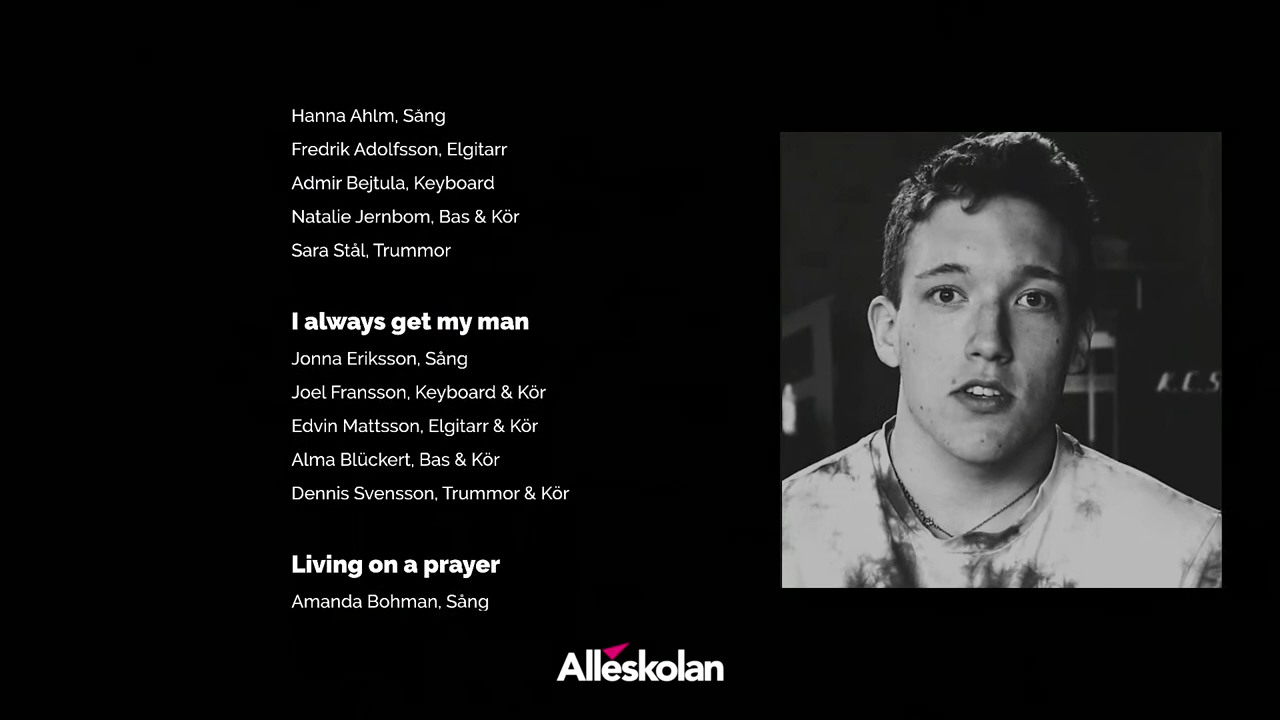 Hanna Ahlm, Sång
Fredrik Adolfsson, Elgitarr
Admir Bejtula, Keyboard
Natalie Jernbom, Bas & Kör
Sara Stål, Trummor
I always get my man
Jonna Eriksson, Sång
Joel Fransson, Keyboard & Kör
Edvin Mattsson, Elgitarr & Kör
Alma Blückert, Bas & Kör
Dennis Svensson, Trummor & Kör
Living on a prayer
Amanda Bohman, Sång
K.E.S
Alléskolan